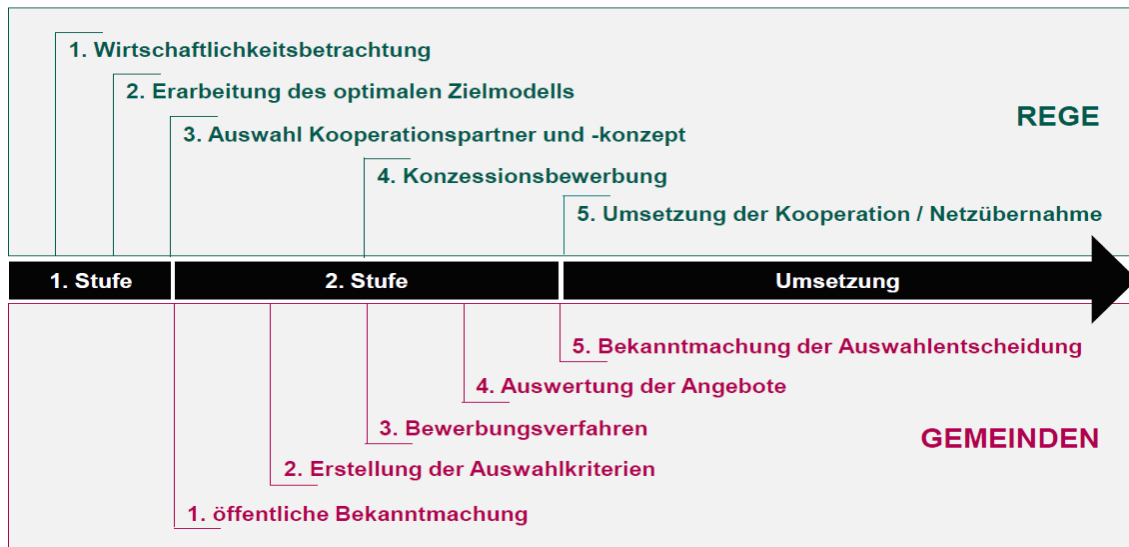 1. Wirtschaftlichkeitsbetrachtung
2. Erarbeitung des optimalen Zielmodells
REGE
3. Auswahl Kooperationspartner und -konzept
4. Konzessionsbewerbung
5. Umsetzung der Kooperation / Netzübernahme
1. Stufe
2. Stufe
Umsetzung
5. Bekanntmachung der Auswahlentscheidung
4. Auswertung der Angebote
3. Bewerbungsverfahren
GEMEINDEN
2. Erstellung der Auswahlkriterien
1. öffentliche Bekanntmachung